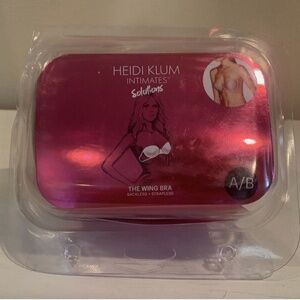 HEIDI KLUM
INTIMATES
Solutions
THE WING BRA
BACKLESS + STRAPLESS
A/B